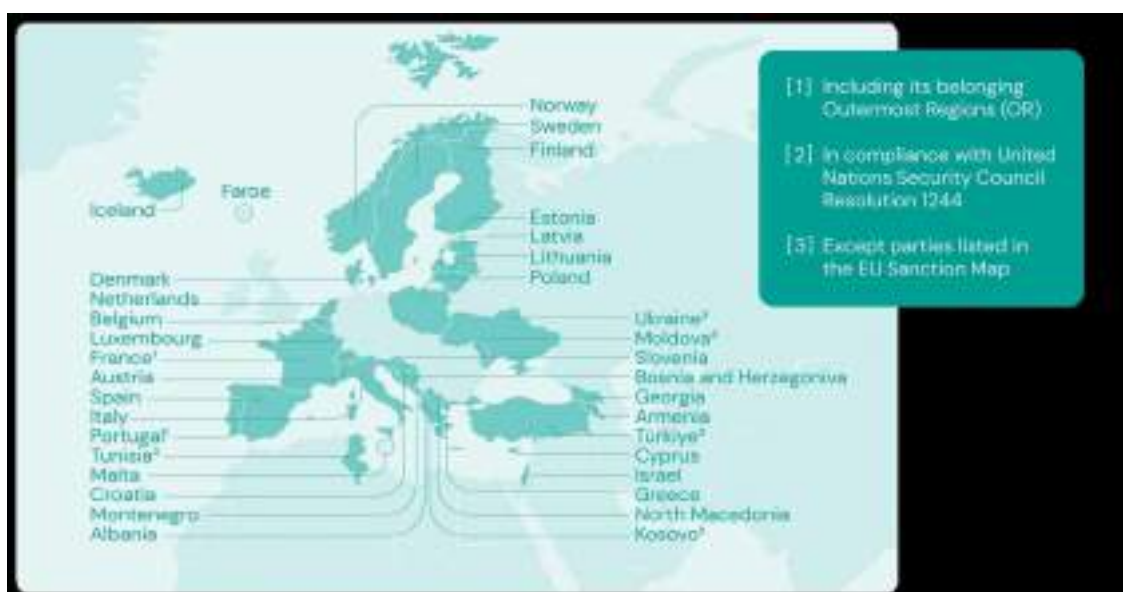 Norway
Sweden
Finland
Iceland
Faroe
Estonia
Latvia
Lithuania
Poland
Denmark
Netherlands
Belgium
Luxembourg
France¹
Austria
Spain
Italy
Portugal
Tunisia³
Malta
Croatia
Montenegro
Albania
Ukraine³
Moldova³
Slovenia
Bosnia and Herzegoniva
Georgia
Armenia
Türkiye³
Cyprus
Israel
Greece
North Macedonia
Kosovo²
[1] Including its belonging
Outermost Regions (OR)
[2] In compliance with United
Nations Security Council
Resolution 1244
[3] Except parties listed in
the EU Sanction Map